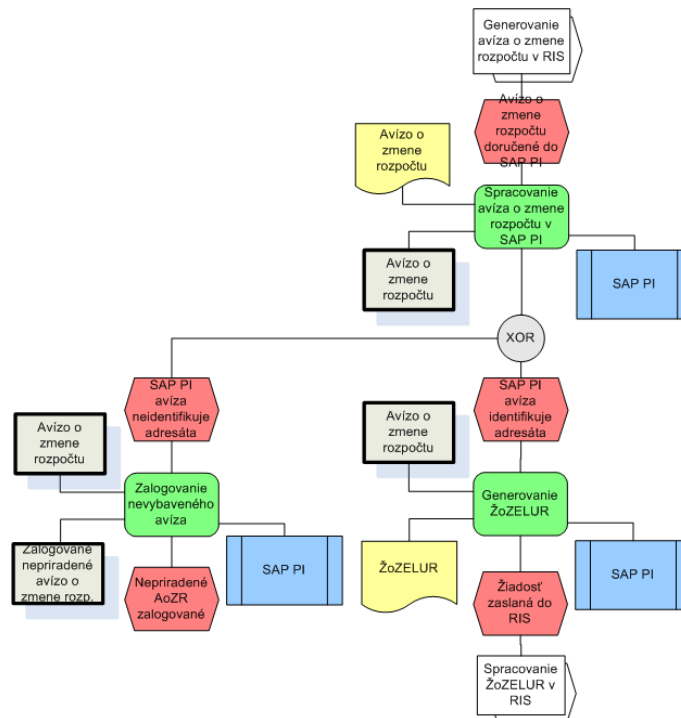 Generovanie
avíza o zmene
rozpočtu v RIS
Avízo o
zmene
rozpočtu
doručené do
SAP PI
Avízo o
zmene
rozpočtu
Spracovanie
avíza o zmene
rozpočtu v
SAP PI
Avízo o
zmene
rozpočtu
SAP PI
XOR
SAP PI
avíza
neidentifikuje
adresáta
SAP PI
avíza
identifikuje
adresáta
Avízo o
zmene
rozpočtu
Avízo o
zmene
rozpočtu
Zalogovanie
nevybaveného
avíza
Generovanie
ŽoZELUR
Zalogované
nepriradené
avízo o
zmene rozp.
Nepriradené
AoZR
zalogované
SAP PI
ŽoZELUR
Žiadosť
zaslaná do
RIS
SAP PI
Spracovanie
ŽoZELUR v
RIS